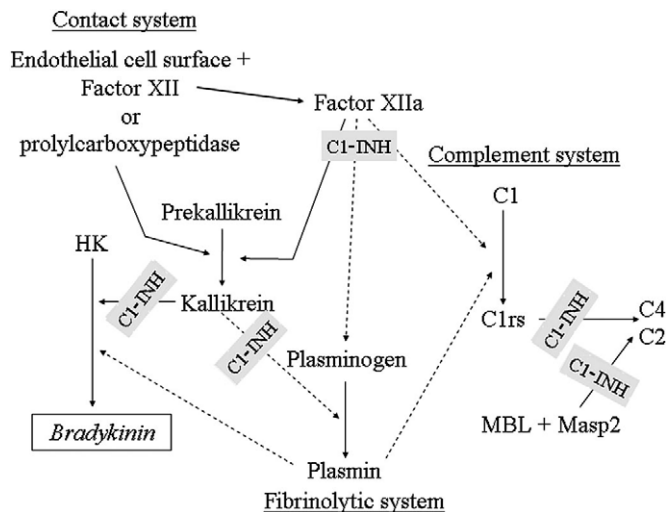 Contact system
Endothelial cell surface +
Factor XII
or
prolylcarboxypeptidase
Factor XIIa
C1-INH
Complement system
C1
Prekallikrein
HK
C1-INH
Kallikrein
C1-INH
Plasminogen
C1rs
C1-INH
C4
C2
C1-INH
MBL + Masp2
Bradykinin
Plasmin
Fibrinolytic system